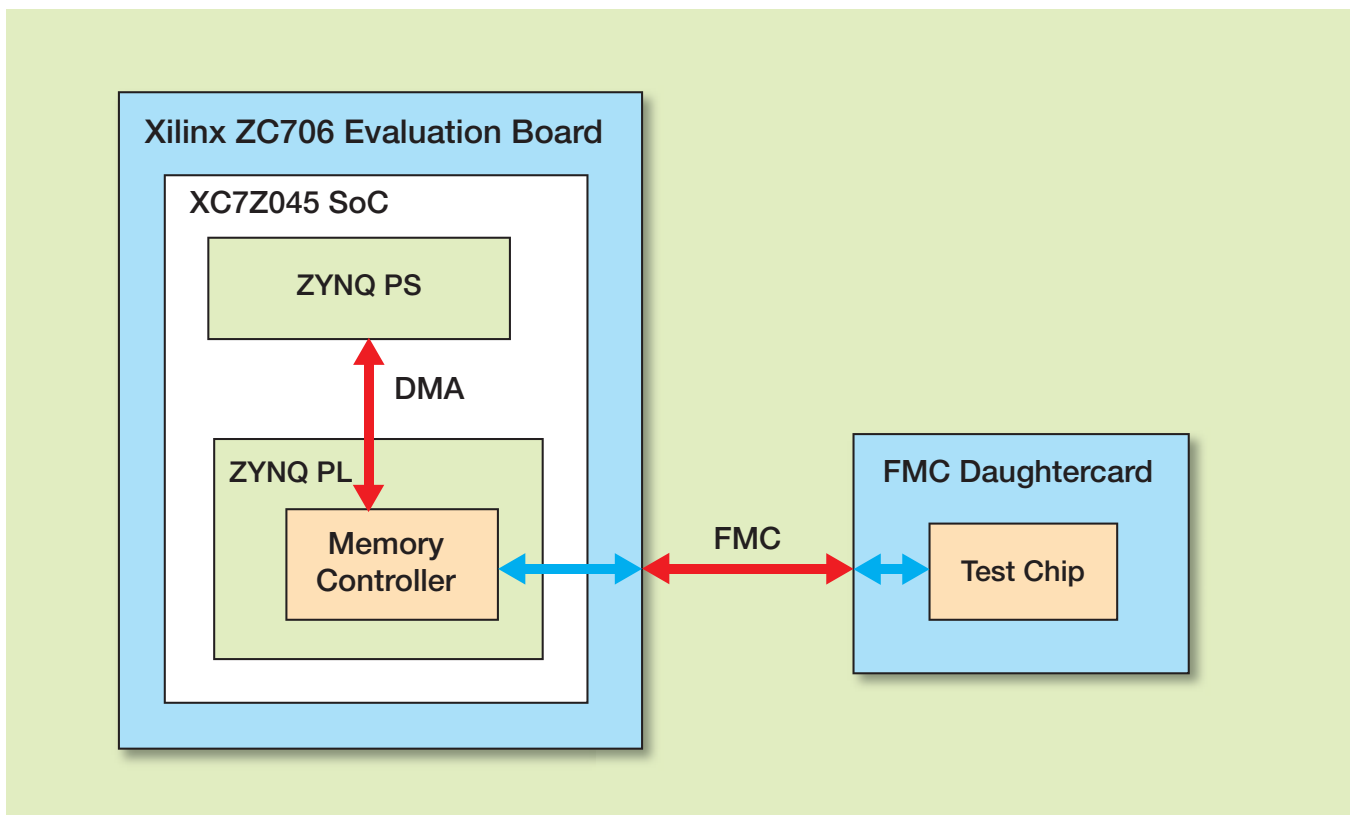 Xilinx ZC706 Evaluation Board
XC7Z045 SoC
ZYNQ PS
DMA
ZYNQ PL
Memory
Controller
FMC
FMC Daughtercard
Test Chip